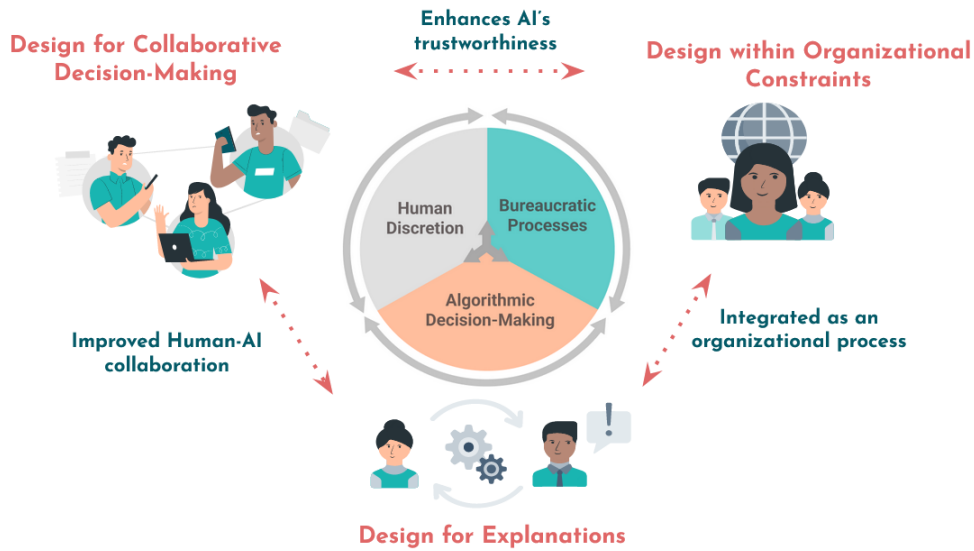 Enhances AI's
trustworthiness
Design for Collaborative
Decision-Making
Design within Organizational
Constraints
Human
Discretion
Bureaucratic
Processes
Algorithmic
Decision-Making
Improved Human-AI
collaboration
Integrated as an
organizational process
!
Design for Explanations